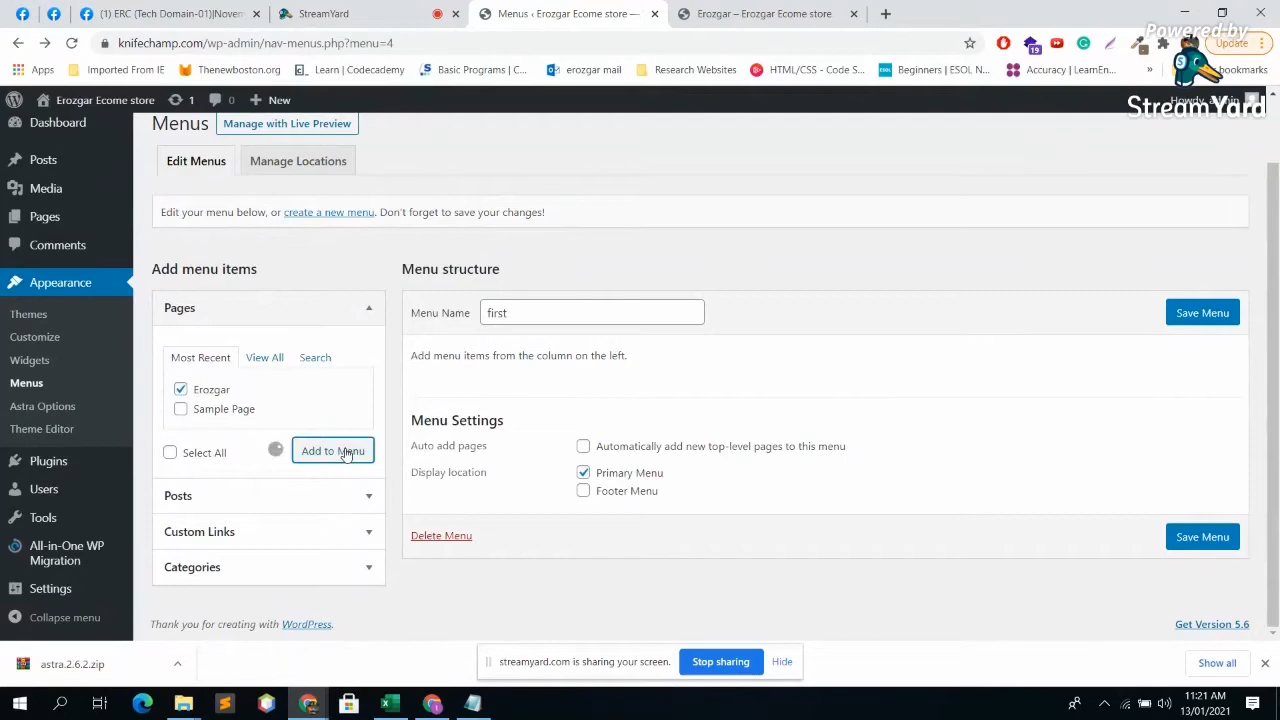 (1) ERC (Tech Domain-01)|Novem
StreamYard
Menus ‹ Erozgar Ecome store —
Erozgar – Erozgar Ecome store
knifechamp.com/wp-admin/nav-menus.php?menu=4
19
Update
Powered by
Apps
Imported From IE
Thenewboston.org
Learn | Codecademy
Basic Programs | C...
erozgar mail
Research Websites
HTML/CSS - Code S...
Beginners | ESOL N...
Accuracy | LearnEn...
»
bookmarks
Erozgar Ecome store
1
0
New
Howdy, admin
StreamYard
Dashboard
Posts
Media
Pages
Comments
Appearance
Themes
Customize
Widgets
Menus
Astra Options
Theme Editor
Plugins
Users
Tools
All-in-One WP
Migration
Settings
Collapse menu
Menus
Manage with Live Preview
Edit Menus
Manage Locations
Edit your menu below, or create a new menu. Don't forget to save your changes!
Add menu items
Pages
Most Recent
View All
Search
Erozgar
Sample Page
Select All
Add to Menu
Posts
Custom Links
Categories
Menu structure
Menu Name
first
Save Menu
Add menu items from the column on the left.
Menu Settings
Auto add pages
Automatically add new top-level pages to this menu
Display location
Primary Menu
Footer Menu
Delete Menu
Save Menu
Thank you for creating with WordPress.
Get Version 5.6
astra.2.6.2.zip
streamyard.com is sharing your screen.
Stop sharing
Hide
Show all
11:21 AM
13/01/2021